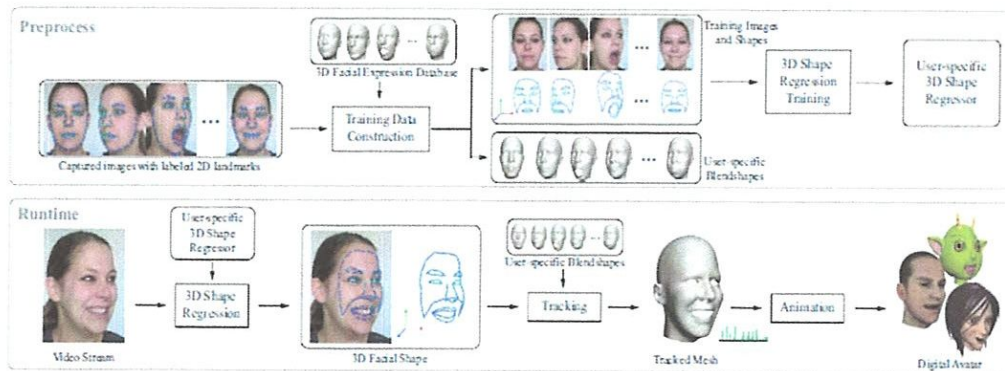 Preprocess
3D Facial Expression Database
Captured images with labeled 2D landmarks
Training Data
Construction
Training Images
and Shapes
User-specific
Blendshapes
3D Shape
Regression
Training
User-specific
3D Shape
Regressor
Runtime
Video Stream
User-specific
3D Shape
Regressor
3D Shape
Regression
3D Facial Shape
User-specific Blendshapes
Tracking
Tracked Mesh
Animation
Digital Avatar